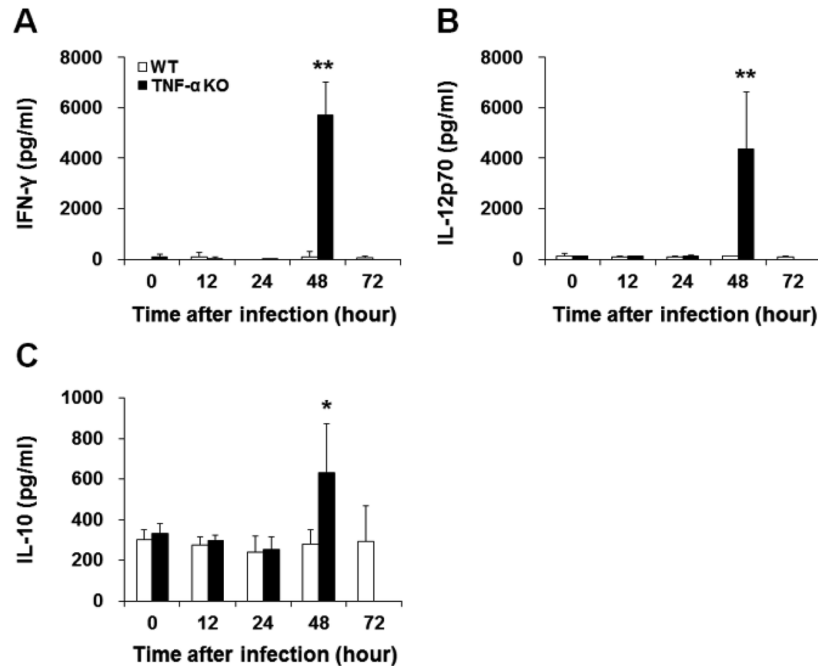 A
IFN-γ (pg/ml)
8000
6000
4000
2000
0
WT
TNF-α KO
**
0 12 24 48 72
Time after infection (hour)
B
IL-12p70 (pg/ml)
8000
6000
4000
2000
0
**
0 12 24 48 72
Time after infection (hour)
C
IL-10 (pg/ml)
1000
800
600
400
200
0
*
0 12 24 48 72
Time after infection (hour)